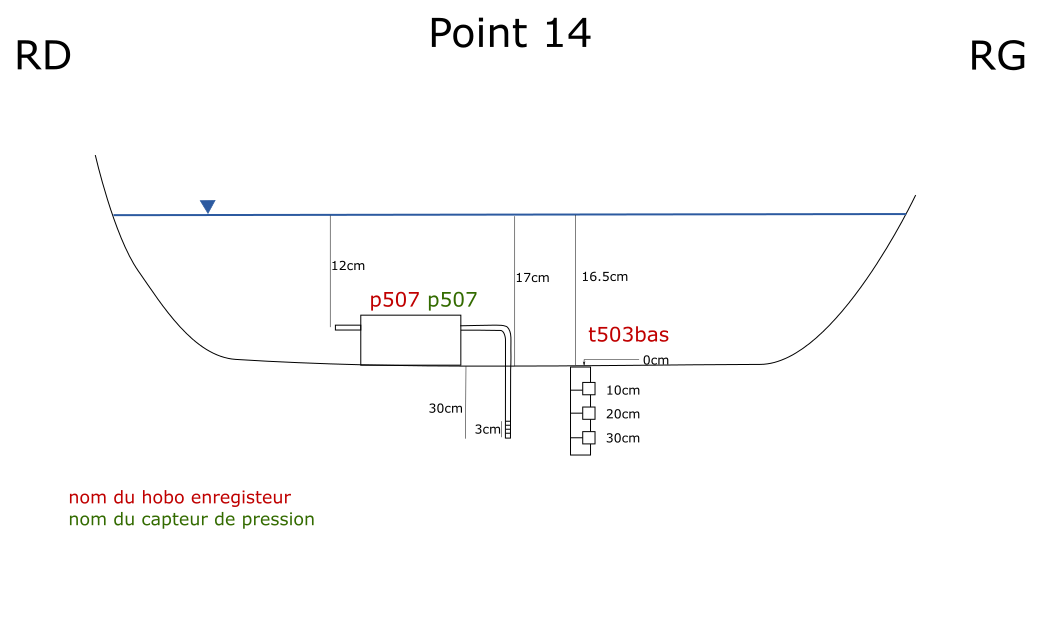 Point 14
RD
RG
12cm
17cm
16.5cm
p507 p507
t503bas
0cm
10cm
30cm
20cm
3cm
30cm
nom du hobo enregisteur
nom du capteur de pression